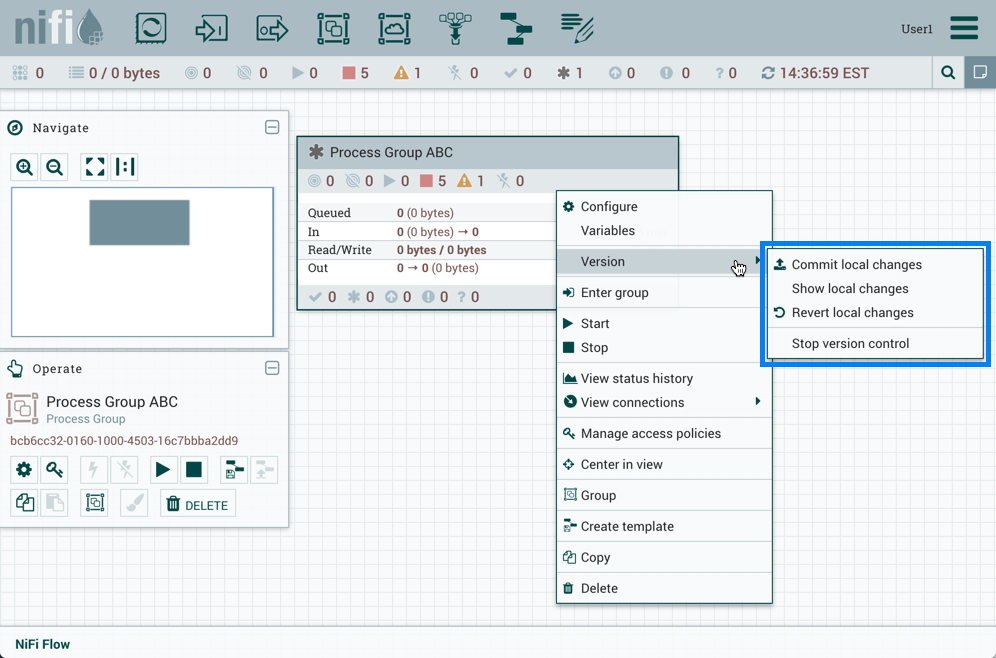 nifi
User1
0 0 / 0 bytes 0 0 0 5 1 0 0 1 0 0 ? 0 14:36:59 EST
Navigate
Process Group ABC
0 0 0 5 1 0
Queued 0 (0 bytes)
In 0 (0 bytes) → 0
Read/Write 0 bytes / 0 bytes
Out 0 → 0 (0 bytes)
0 0 0 0 ? 0
Configure
Variables
Version
Enter group
Start
Stop
View status history
View connections
Manage access policies
Center in view
Group
Create template
Copy
Delete
Commit local changes
Show local changes
Revert local changes
Stop version control
Operate
Process Group ABC
Process Group
bcb6cc32-0160-1000-4503-16c7bbba2dd9
DELETE
NiFi Flow